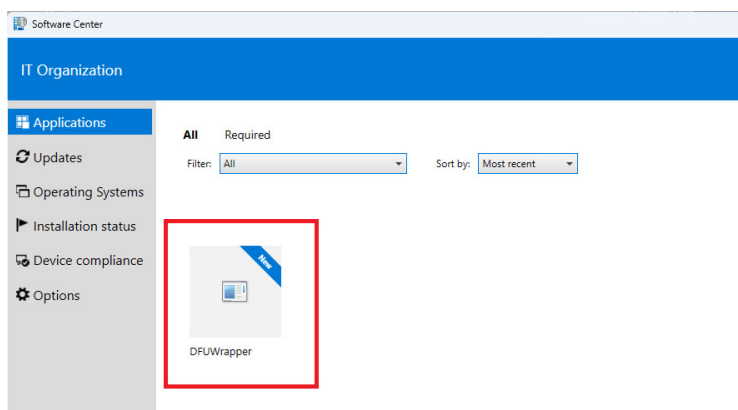 Software Center
IT Organization
Applications
Updates
Operating Systems
Installation status
Device compliance
Options
All Required
Filter: All Sort by: Most recent
New
DFUWrapper